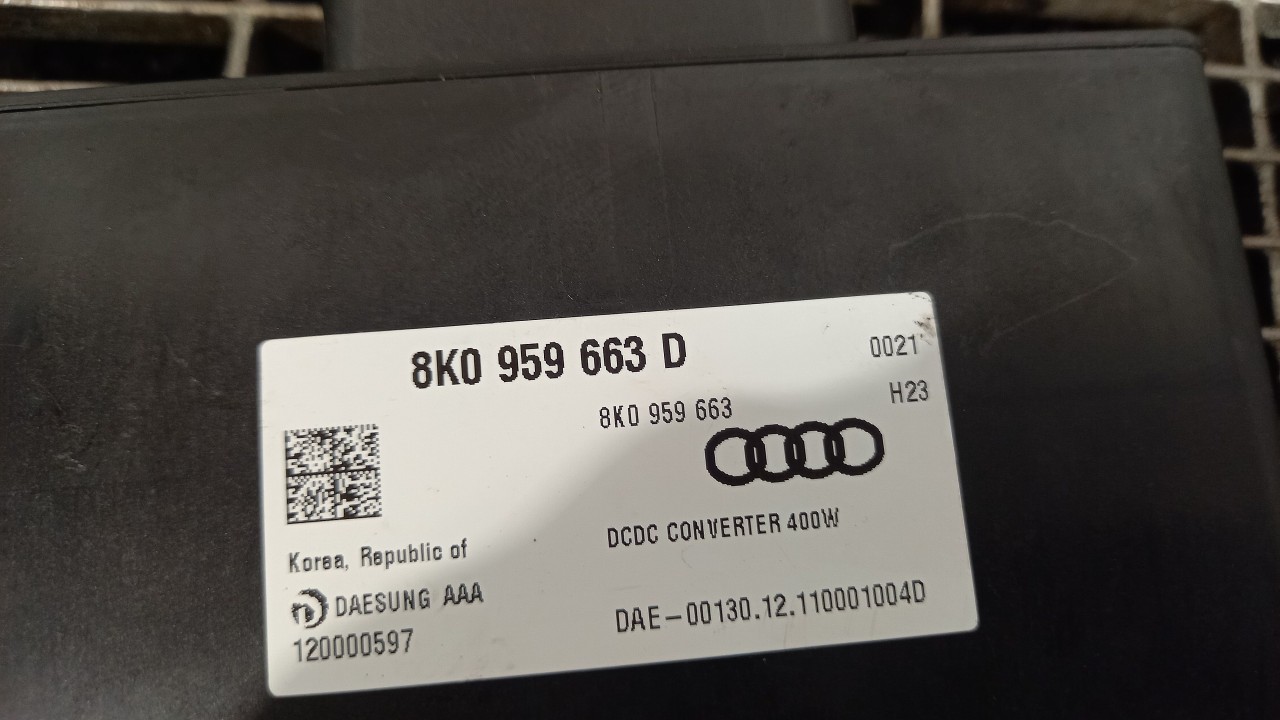 8K0 959 663 D
0021
8K0 959 663
H23
DCDC CONVERTER 400W
Korea, Republic of
DAESUNG AAA
120000597
DAE-00130.12.110001004D